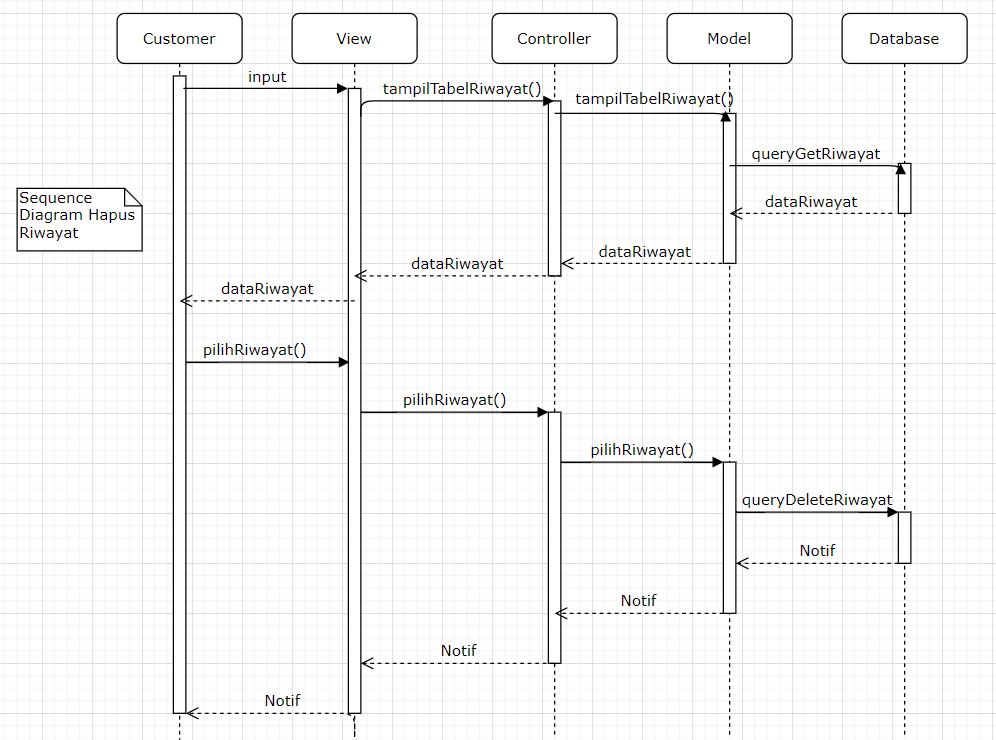 Customer
View
Controller
Model
Database
input
tampilTabelRiwayat()
tampilTabelRiwayat()
queryGetRiwayat
Sequence
Diagram Hapus
Riwayat
dataRiwayat
dataRiwayat
dataRiwayat
dataRiwayat
pilihRiwayat()
pilihRiwayat()
pilihRiwayat()
queryDeleteRiwayat
Notif
Notif
Notif
Notif